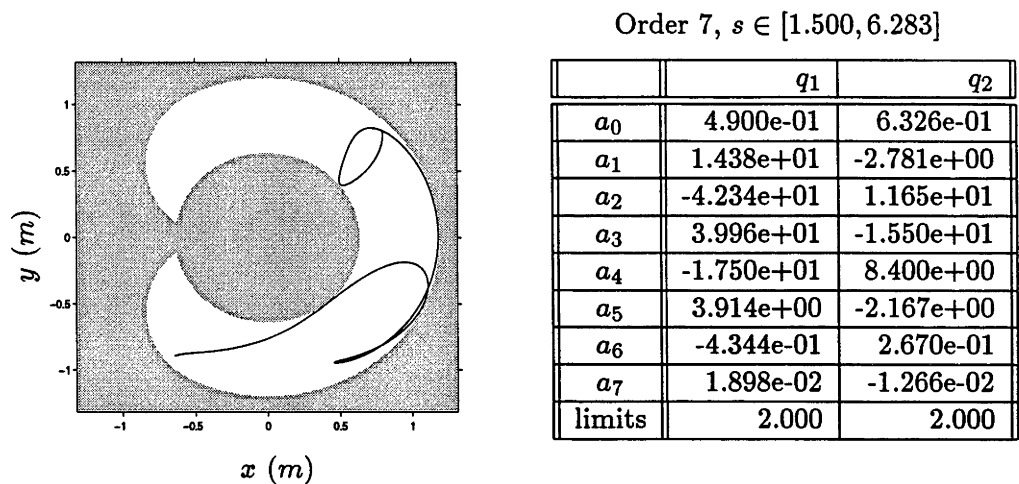 Order 7, s ∈ [1.500, 6.283]
q1 q2
a0 4.900e-01 6.326e-01
a1 1.438e+01 -2.781e+00
a2 -4.234e+01 1.165e+01
a3 3.996e+01 -1.550e+01
a4 -1.750e+01 8.400e+00
a5 3.914e+00 -2.167e+00
a6 -4.344e-01 2.670e-01
a7 1.898e-02 -1.266e-02
limits 2.000 2.000
y (m)
1
0.5
0
-0.5
-1
-1 -0.5 0 0.5 1
x (m)